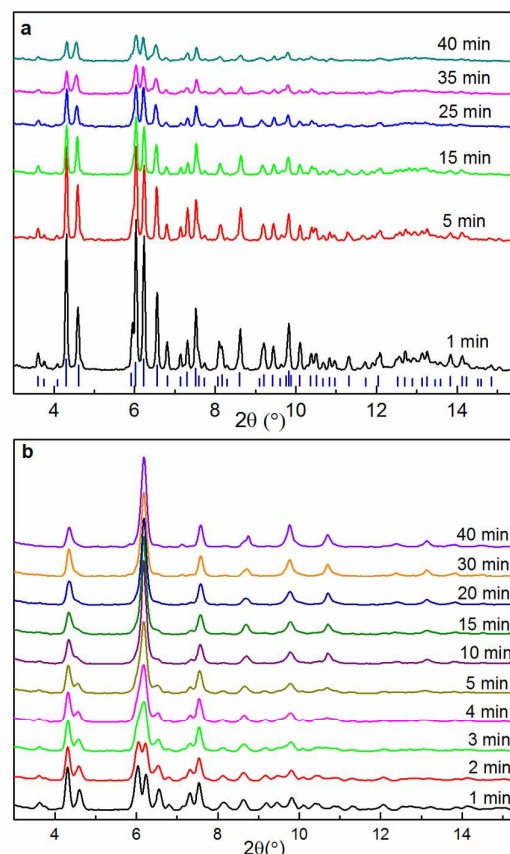 a
40 min
35 min
25 min
15 min
5 min
1 min
4 6 8 10 12 14
2θ (°)
b
40 min
30 min
20 min
15 min
10 min
5 min
4 min
3 min
2 min
1 min
4 6 8 10 12 14
2θ(°)